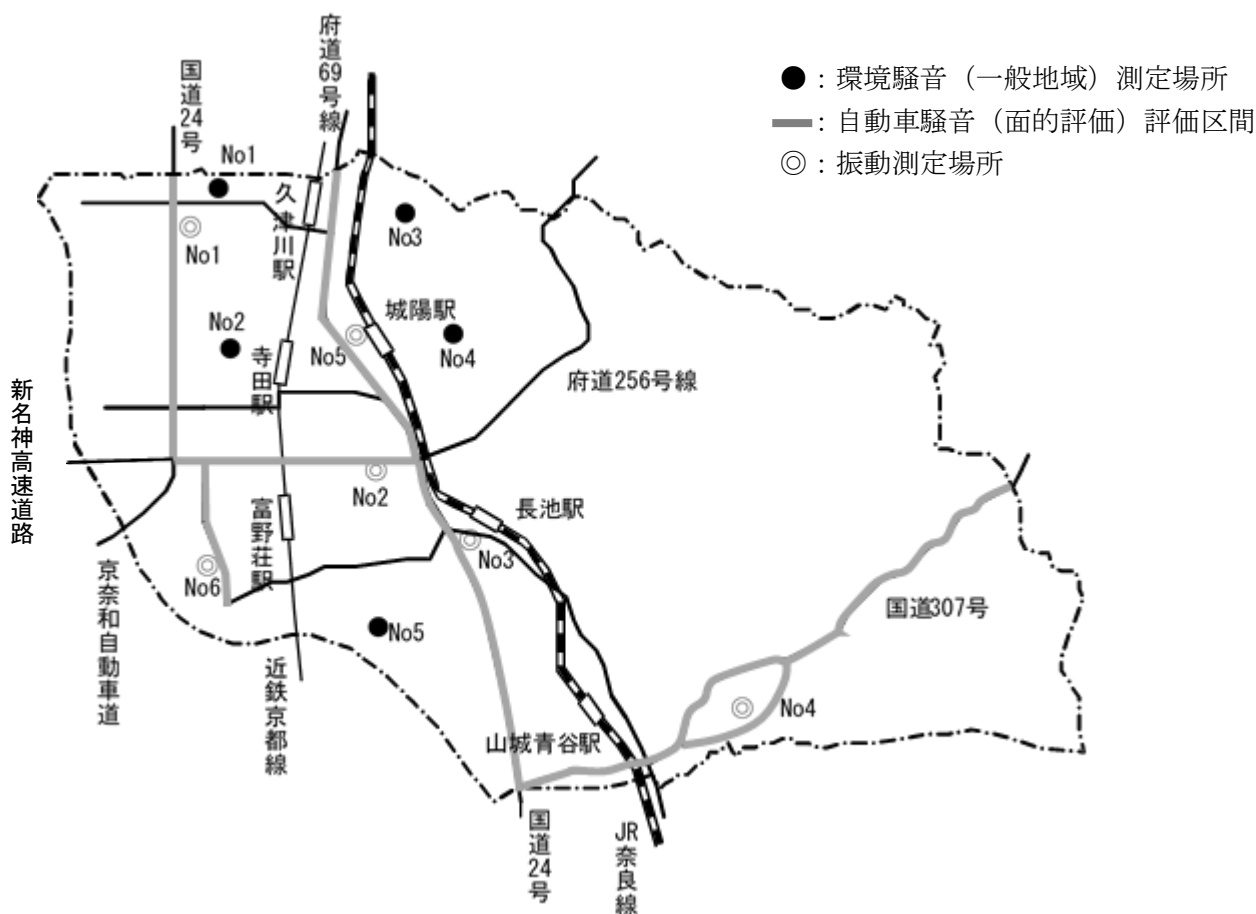 ●：環境騒音（一般地域）測定場所
：自動車騒音（面的評価）評価区間
◎：振動測定場所
府道69号線
国道24号
No1
久津川駅
No3
No1
城陽駅
No2
No5
No4
寺田駅
府道256号線
新名神高速道路
No2
長池駅
富野荘駅
No3
No6
京奈和自動車道
国道307号
No5
近鉄京都線
No4
山城青谷駅
国道24号
JR奈良線